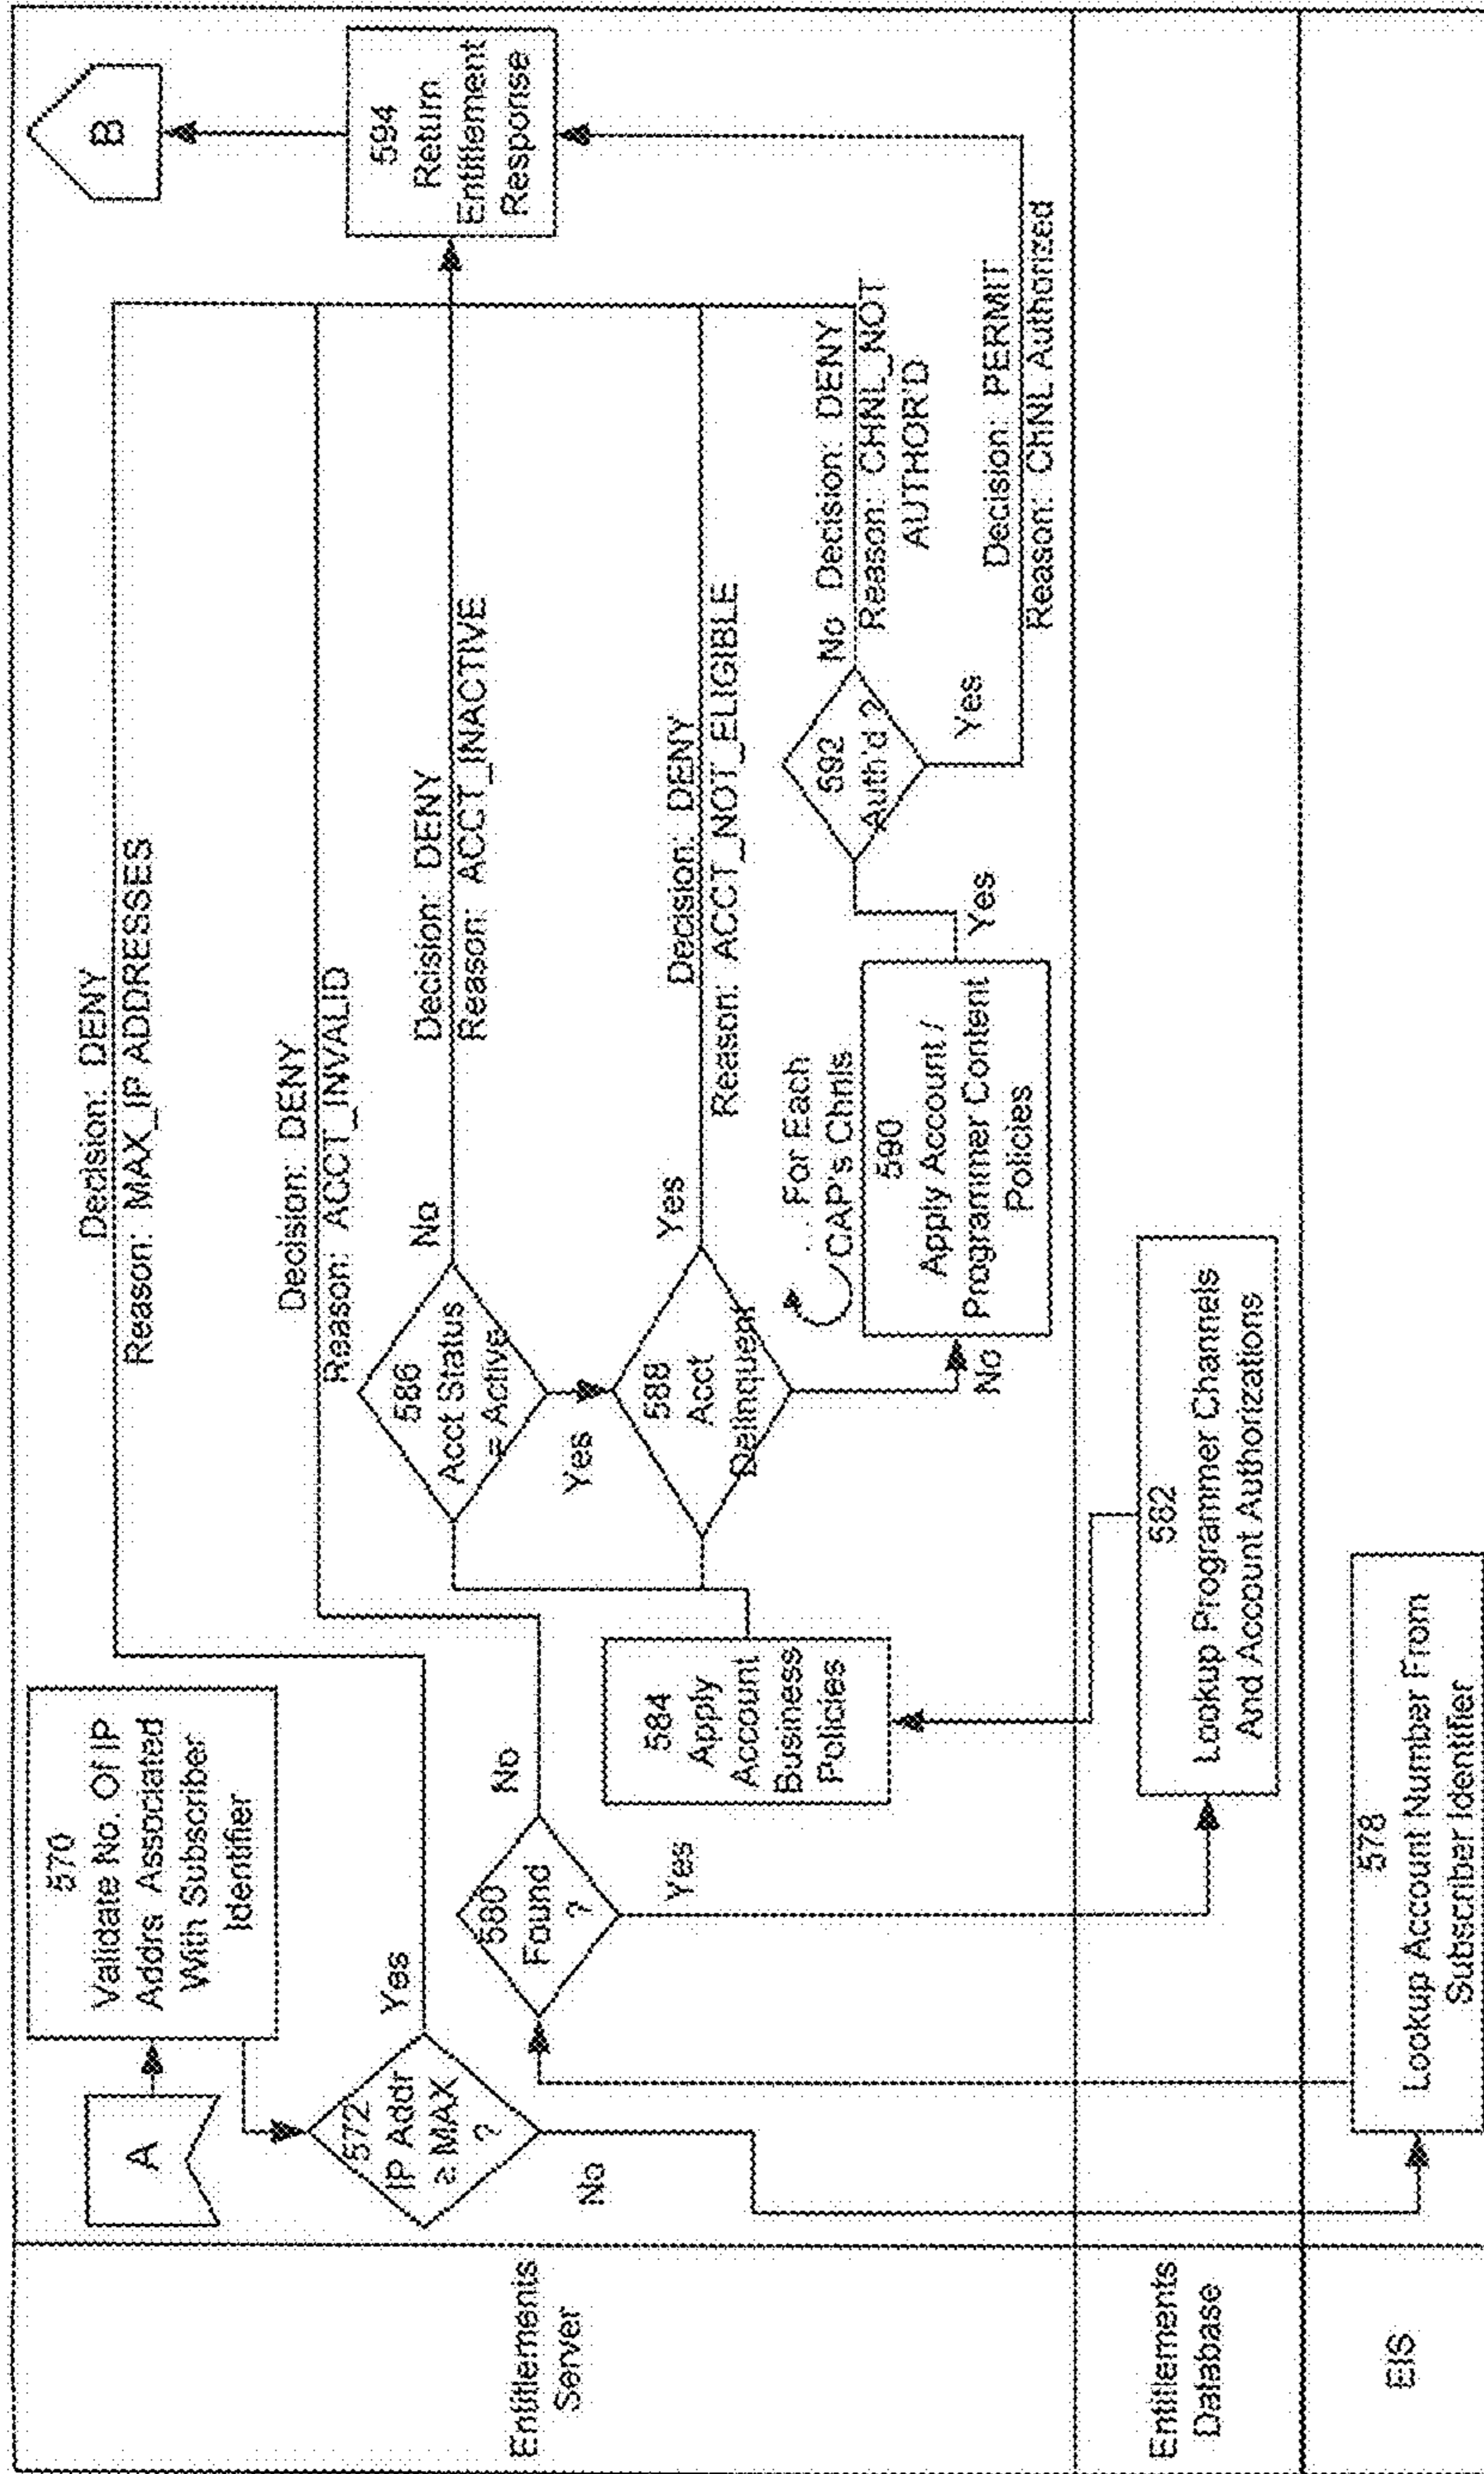 Entitlements
Server
Entitlements
Database
EIS
A
570
Validate No. Of IP
Addrs Associated
With Subscriber
Identifier
572
IP Addr
≥ MAX
?
Yes
No
Decision: DENY
Reason: MAX_IP ADDRESSES
578
Lookup Account Number From
Subscriber Identifier
580
Found
?
No
Yes
Decision: DENY
Reason: ACCT_INVALID
582
Lookup Programmer Channels
And Account Authorizations
584
Apply
Account
Business
Policies
586
Acct Status
= Active
No
Yes
Decision: DENY
Reason: ACCT_INACTIVE
588
Acct
Delinquent
Yes
No
Decision: DENY
Reason: ACCT_NOT_ELIGIBLE
...For Each
CAP's Chnls
590
Apply Account /
Programmer Content
Policies
Yes
592
Auth'd ?
No Decision: DENY
Reason: CHNL_NOT
AUTHOR'D
Yes
Decision: PERMIT
Reason: CHNL Authorized
594
Return
Entitlement
Response
B